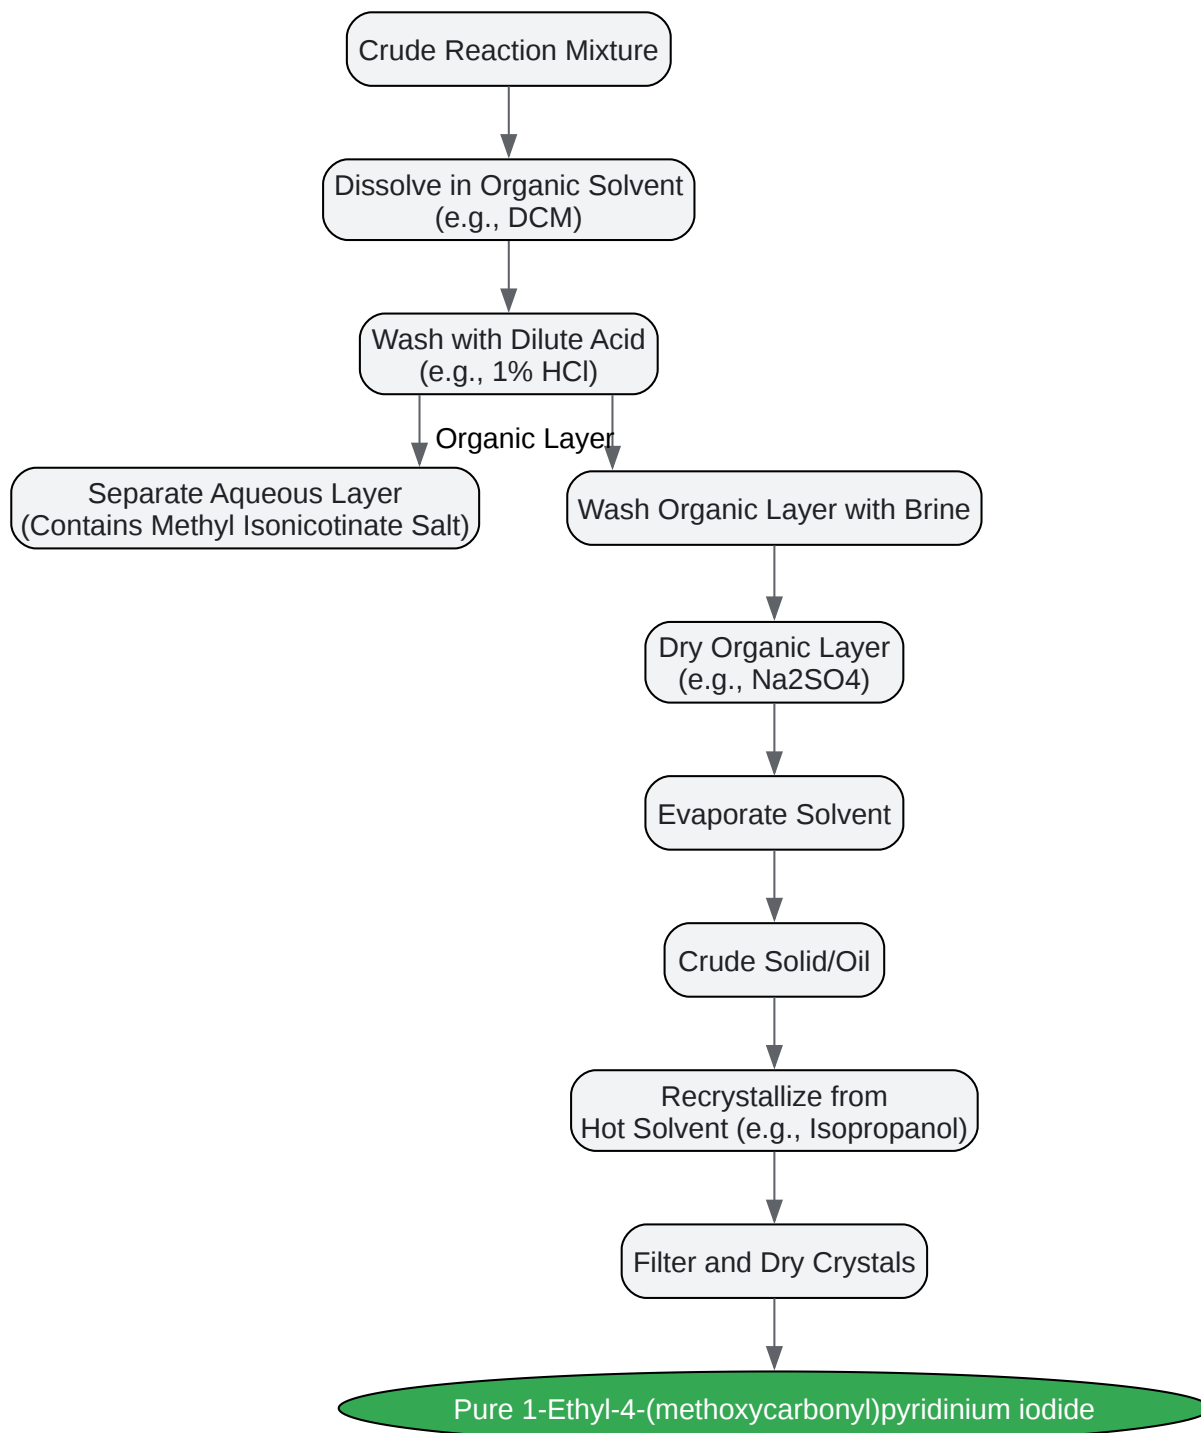 Crude Reaction Mixture
Dissolve in Organic Solvent
(e.g., DCM)
Wash with Dilute Acid
(e.g., 1% HCl)
Organic Layer
Separate Aqueous Layer
(Contains Methyl Isonicotinate Salt)
Wash Organic Layer with Brine
Dry Organic Layer
(e.g., Na2SO4)
Evaporate Solvent
Crude Solid/Oil
Recrystallize from
Hot Solvent (e.g., Isopropanol)
Filter and Dry Crystals
Pure 1-Ethyl-4-(methoxycarbonyl)pyridinium iodide